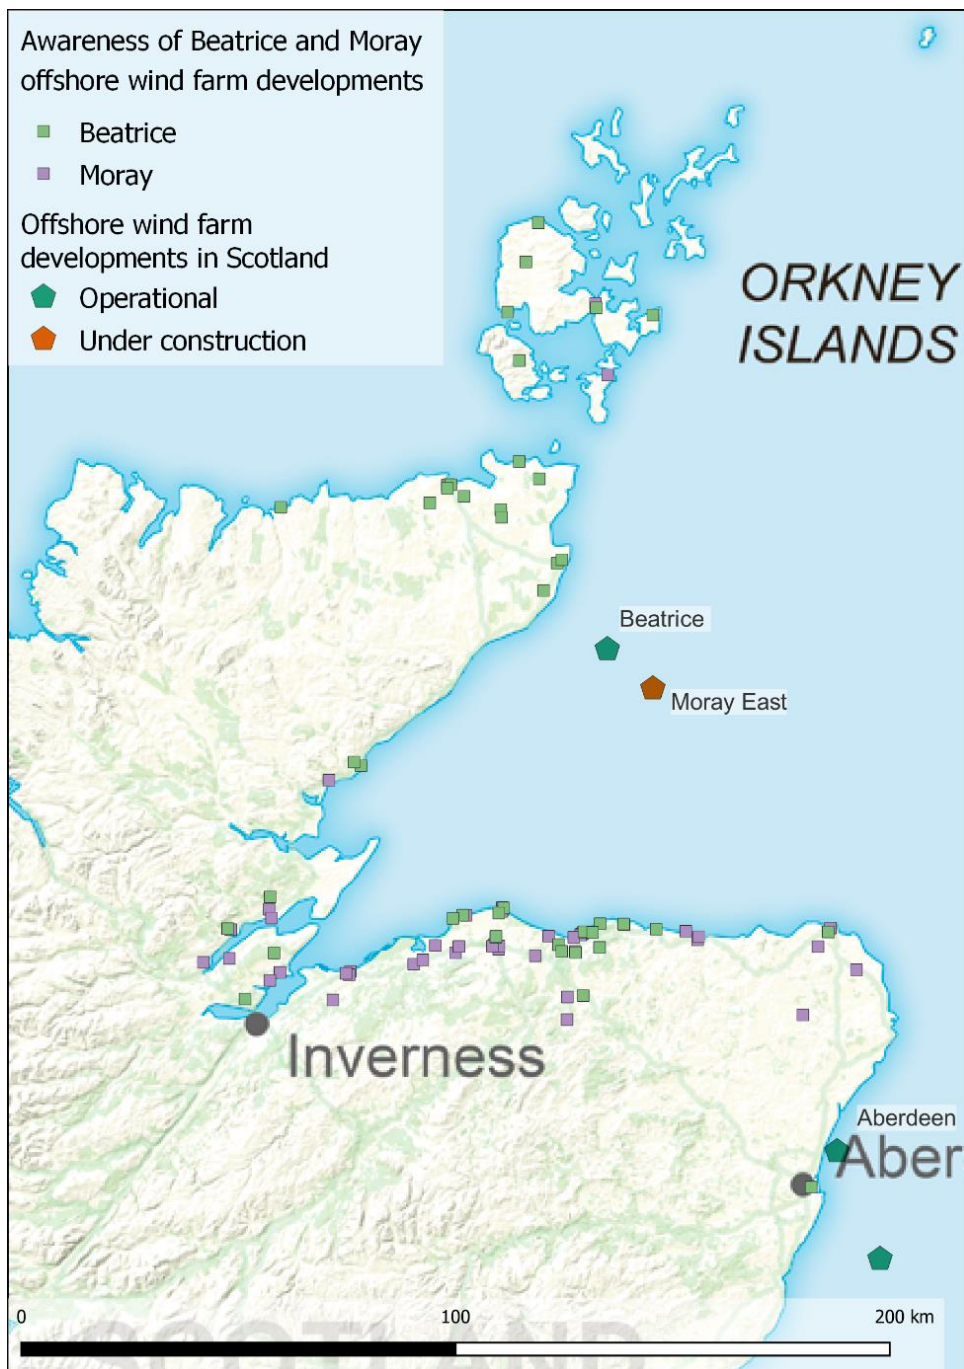 Awareness of Beatrice and Moray
offshore wind farm developments
Beatrice
Moray
Offshore wind farm
developments in Scotland
Operational
Under construction
ORKNEY
ISLANDS
Beatrice
Moray East
Inverness
Aberdeen
Aber
0 100 200 km
SCOTLAND